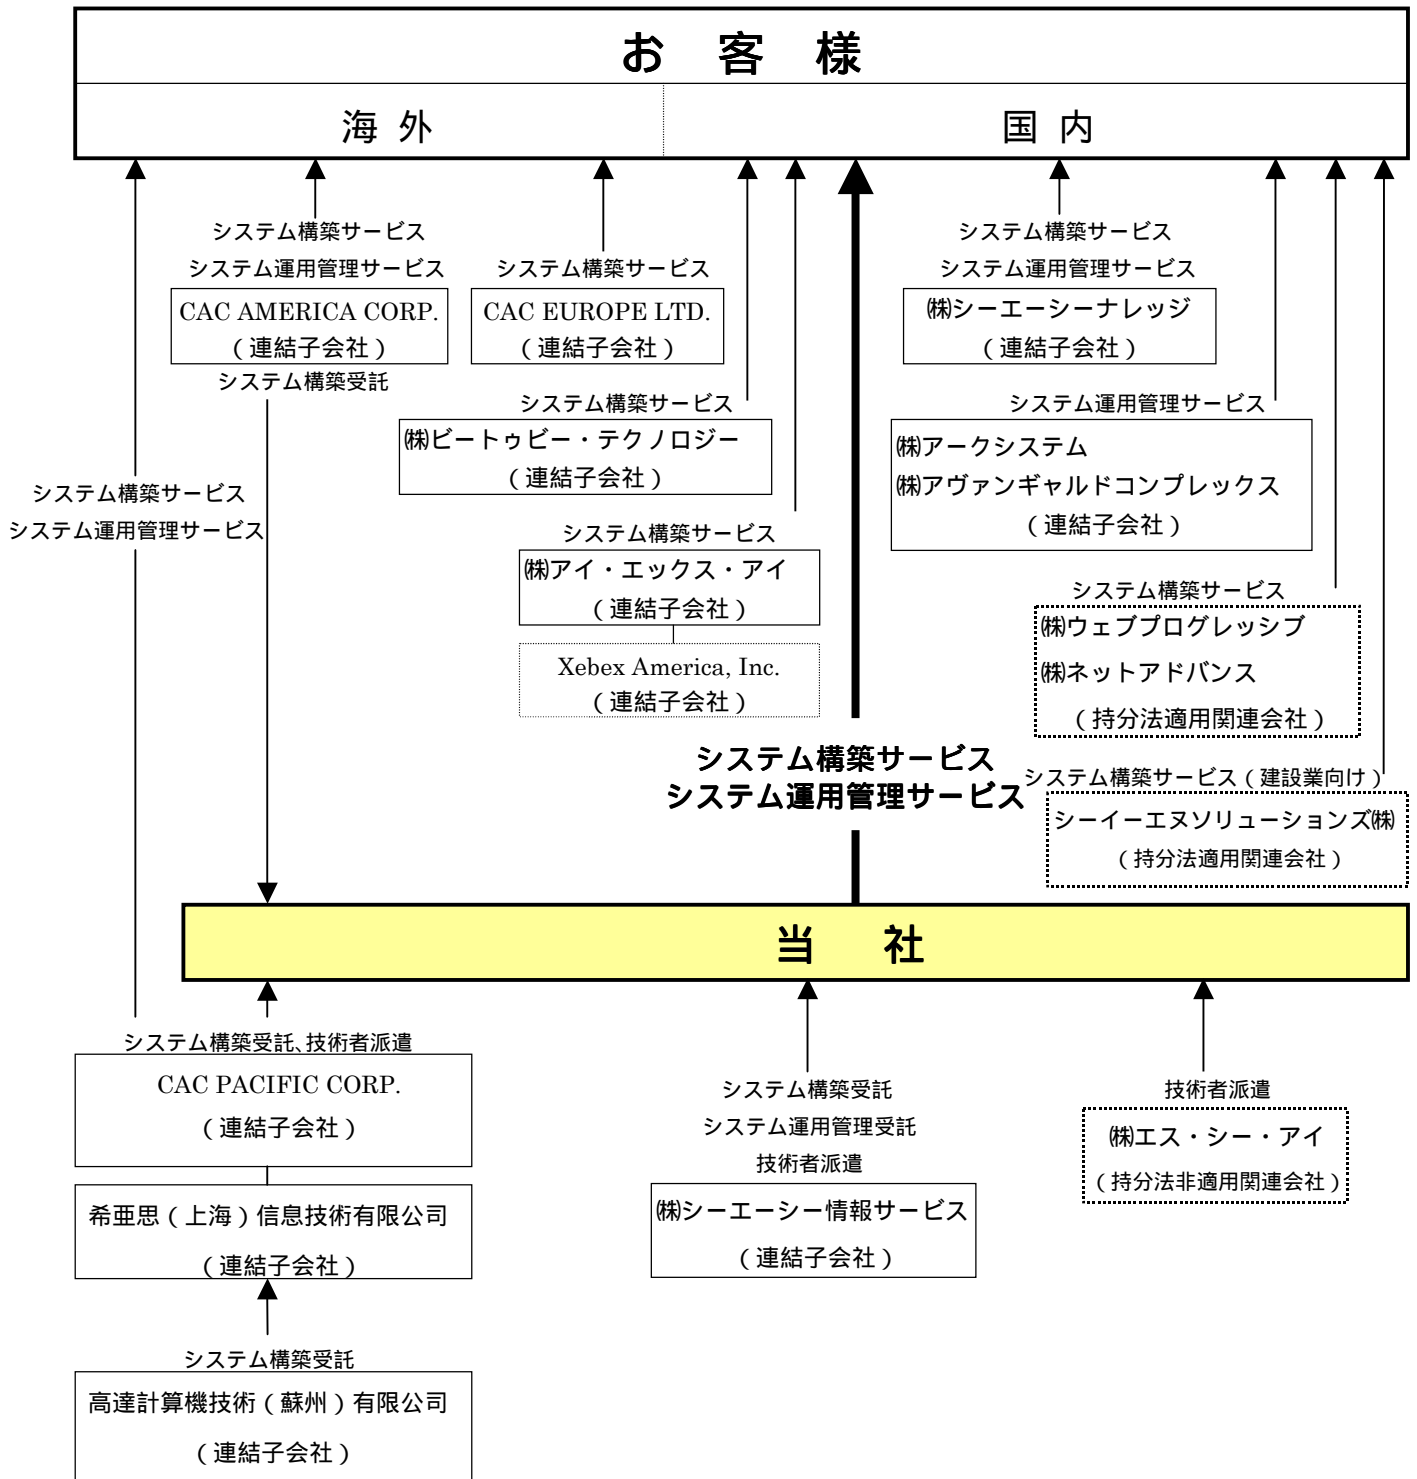 お 客 様
海 外
国 内
システム構築サービス
システム運用管理サービス
CAC AMERICA CORP.
(連結子会社)
システム構築受託
システム構築サービス
CAC EUROPE LTD.
(連結子会社)
システム構築サービス
システム運用管理サービス
㈱シーエーシーナレッジ
(連結子会社)
システム構築サービス
㈱ビートゥビー・テクノロジー
(連結子会社)
システム運用管理サービス
㈱アークシステム
㈱アヴァンギャルドコンプレックス
(連結子会社)
システム構築サービス
システム運用管理サービス
システム構築サービス
㈱アイ・エックス・アイ
(連結子会社)
Xebex America, Inc.
(連結子会社)
システム構築サービス
㈱ウェブプログレッシブ
㈱ネットアドバンス
(持分法適用関連会社)
システム構築サービス
システム運用管理サービス
システム構築サービス(建設業向け)
シーイーエヌソリューションズ㈱
(持分法適用関連会社)
当 社
システム構築受託、技術者派遣
CAC PACIFIC CORP.
(連結子会社)
希亜思(上海)信息技術有限公司
(連結子会社)
システム構築受託
高達計算機技術(蘇州)有限公司
(連結子会社)
システム構築受託
システム運用管理受託
技術者派遣
㈱シーエーシー情報サービス
(連結子会社)
技術者派遣
㈱エス・シー・アイ
(持分法非適用関連会社)